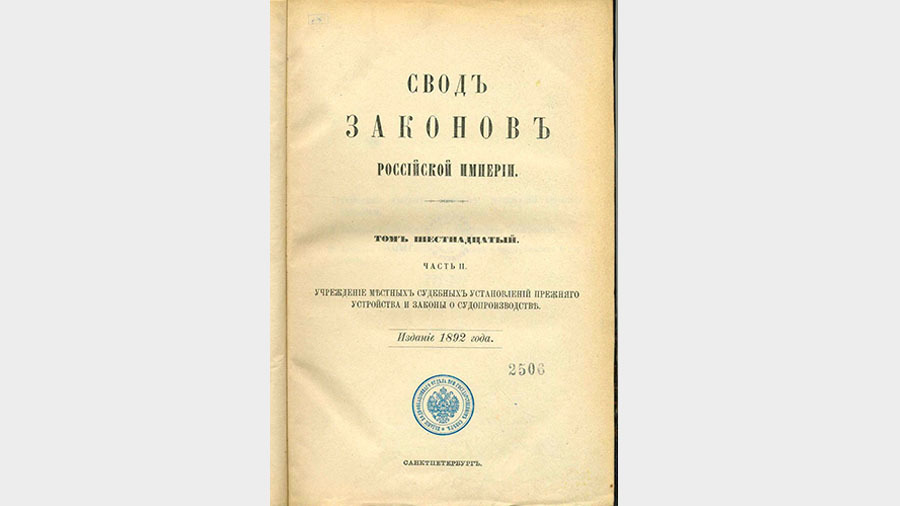 СВОДЪ
ЗАКОНОВЪ
РОССІЙСКОЙ ИМПЕРІИ.
ТОМЪ ШЕСТНАДЦАТЫЙ.
ЧАСТЬ II.
УЧРЕЖДЕНІЕ МѢСТНЫХЪ СУДЕБНЫХЪ УСТАНОВЛЕНІЙ ПРЕЖНЯГО
УСТРОЙСТВА И ЗАКОНЫ О СУДОПРОИЗВОДСТВѢ.
Изданіе 1892 года.
2506
САНКТПЕТЕРБУРГЪ.